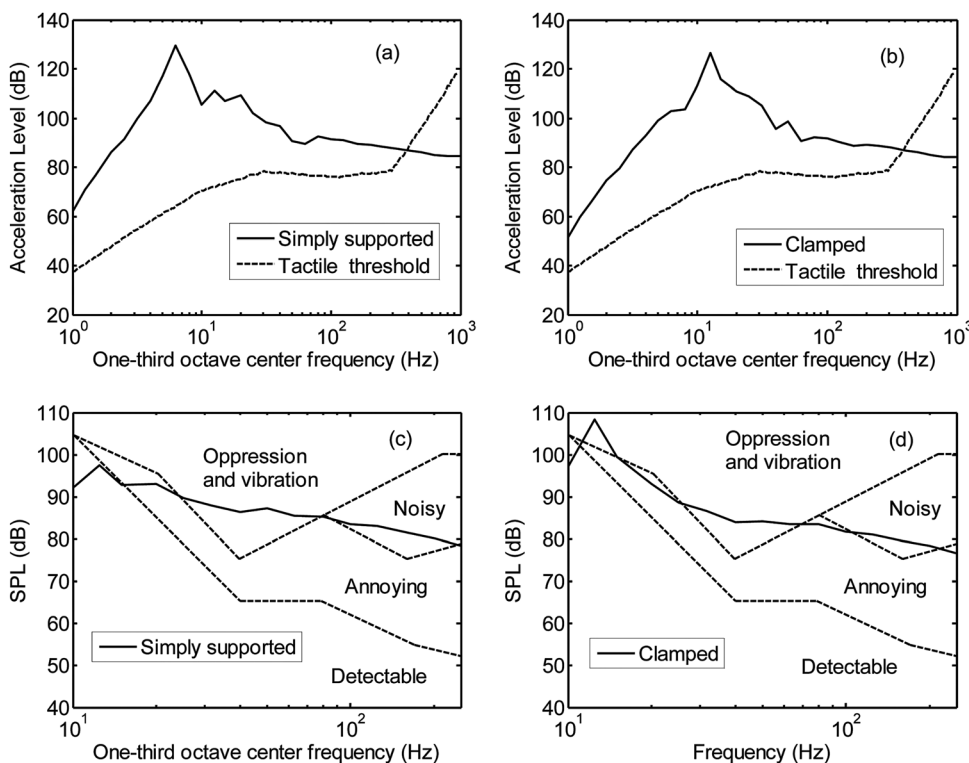 140
120
100
80
60
40
20
Acceleration Level (dB)
(a)
Simply supported
Tactile threshold
10^0
10^1
10^2
10^3
One-third octave center frequency (Hz)
140
120
100
80
60
40
20
Acceleration Level (dB)
(b)
Clamped
Tactile threshold
10^0
10^1
10^2
10^3
One-third octave center frequency (Hz)
110
100
90
80
70
60
50
40
SPL (dB)
(c)
Oppression
and vibration
Noisy
Annoying
Detectable
Simply supported
10^1
10^2
One-third octave center frequency (Hz)
110
100
90
80
70
60
50
40
SPL (dB)
(d)
Oppression
and vibration
Noisy
Annoying
Detectable
Clamped
10^1
10^2
Frequency (Hz)